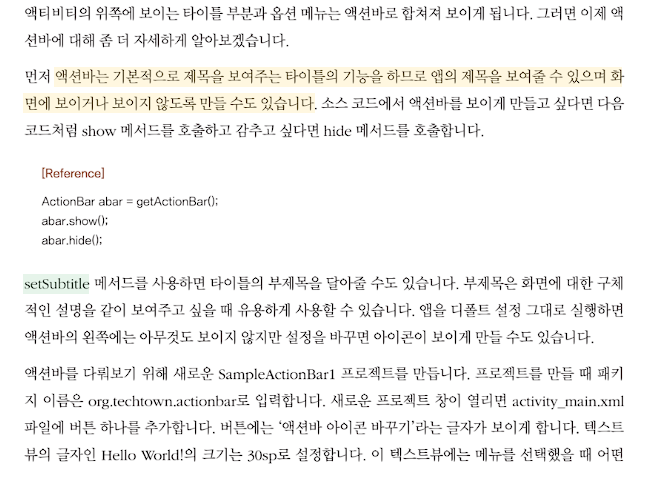 액티비티의 위쪽에 보이는 타이틀 부분과 옵션 메뉴는 액션바로 합쳐져 보이게 됩니다. 그러면 이제 액
션바에 대해 좀 더 자세하게 알아보겠습니다.
먼저 액션바는 기본적으로 제목을 보여주는 타이틀의 기능을 하므로 앱의 제목을 보여줄 수 있으며 화
면에 보이거나 보이지 않도록 만들 수도 있습니다. 소스 코드에서 액션바를 보이게 만들고 싶다면 다음
코드처럼 show 메서드를 호출하고 감추고 싶다면 hide 메서드를 호출합니다.
[Reference]
ActionBar abar = getActionBar();
abar.show();
abar.hide();
setSubtitle 메서드를 사용하면 타이틀의 부제목을 달아줄 수도 있습니다. 부제목은 화면에 대한 구체
적인 설명을 같이 보여주고 싶을 때 유용하게 사용할 수 있습니다. 앱을 디폴트 설정 그대로 실행하면
액션바의 왼쪽에는 아무것도 보이지 않지만 설정을 바꾸면 아이콘이 보이게 만들 수도 있습니다.
액션바를 다뤄보기 위해 새로운 SampleActionBar1 프로젝트를 만듭니다. 프로젝트를 만들 때 패키
지 이름은 org.techtown.actionbar로 입력합니다. 새로운 프로젝트 창이 열리면 activity_main.xml
파일에 버튼 하나를 추가합니다. 버튼에는 ‘액션바 아이콘 바꾸기’라는 글자가 보이게 합니다. 텍스트
뷰의 글자인 Hello World!의 크기는 30sp로 설정합니다. 이 텍스트뷰에는 메뉴를 선택했을 때 어떤